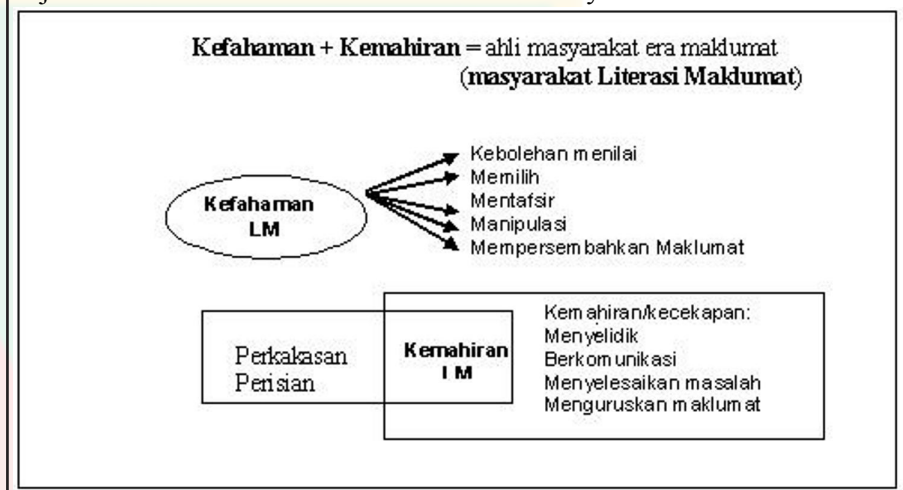 Kefahaman + Kemahiran = ahli masyarakat era maklumat
(masyarakat Literasi Maklumat)
Kefahaman
LM
Kebolehan menilai
Memilih
Mentafsir
Manipulasi
Mempersembahkan Maklumat
Perkakasan
Perisian
Kemahiran
LM
Kemahiran/kecekapan:
Menyelidik
Berkomunikasi
Menyelesaikan masalah
Menguruskan maklumat